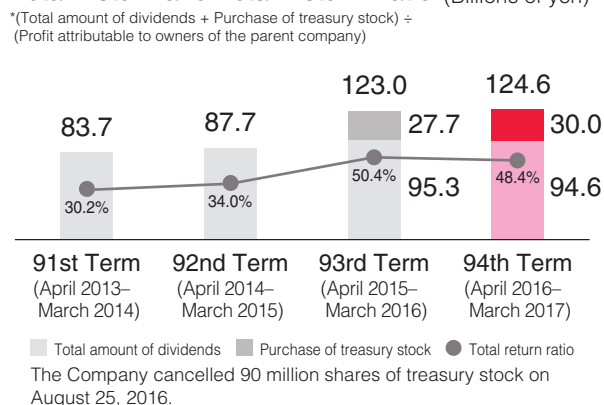 (Billions of yen)
*(Total amount of dividends + Purchase of treasury stock) ÷
(Profit attributable to owners of the parent company)
83.7
87.7
123.0
124.6
27.7
30.0
30.2%
34.0%
50.4%
48.4%
95.3
94.6
91st Term
(April 2013–
March 2014)
92nd Term
(April 2014–
March 2015)
93rd Term
(April 2015–
March 2016)
94th Term
(April 2016–
March 2017)
Total amount of dividends
Purchase of treasury stock
Total return ratio
The Company cancelled 90 million shares of treasury stock on
August 25, 2016.